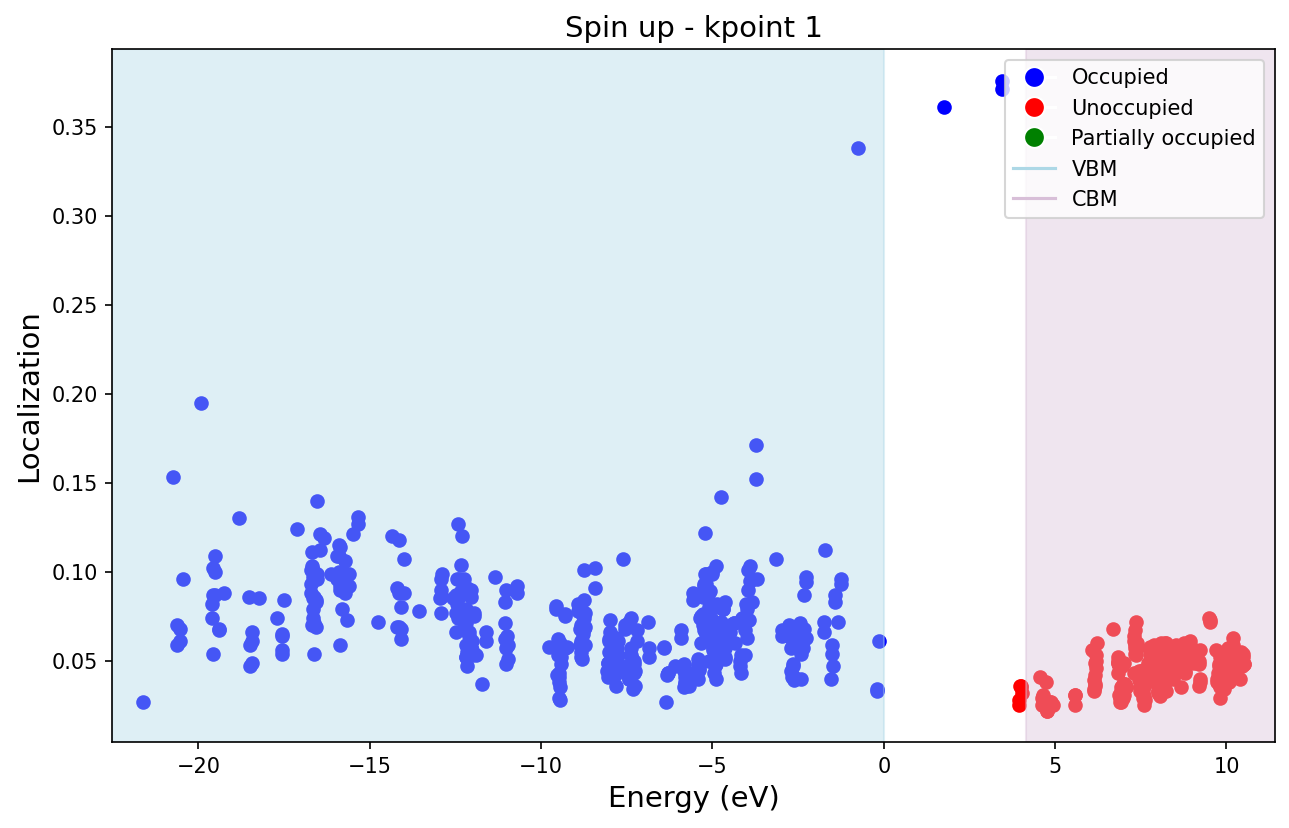 Spin up - kpoint 1
Localization
0.35
0.30
0.25
0.20
0.15
0.10
0.05
Occupied
Unoccupied
Partially occupied
VBM
CBM
−20
−15
−10
−5
0
5
10
Energy (eV)